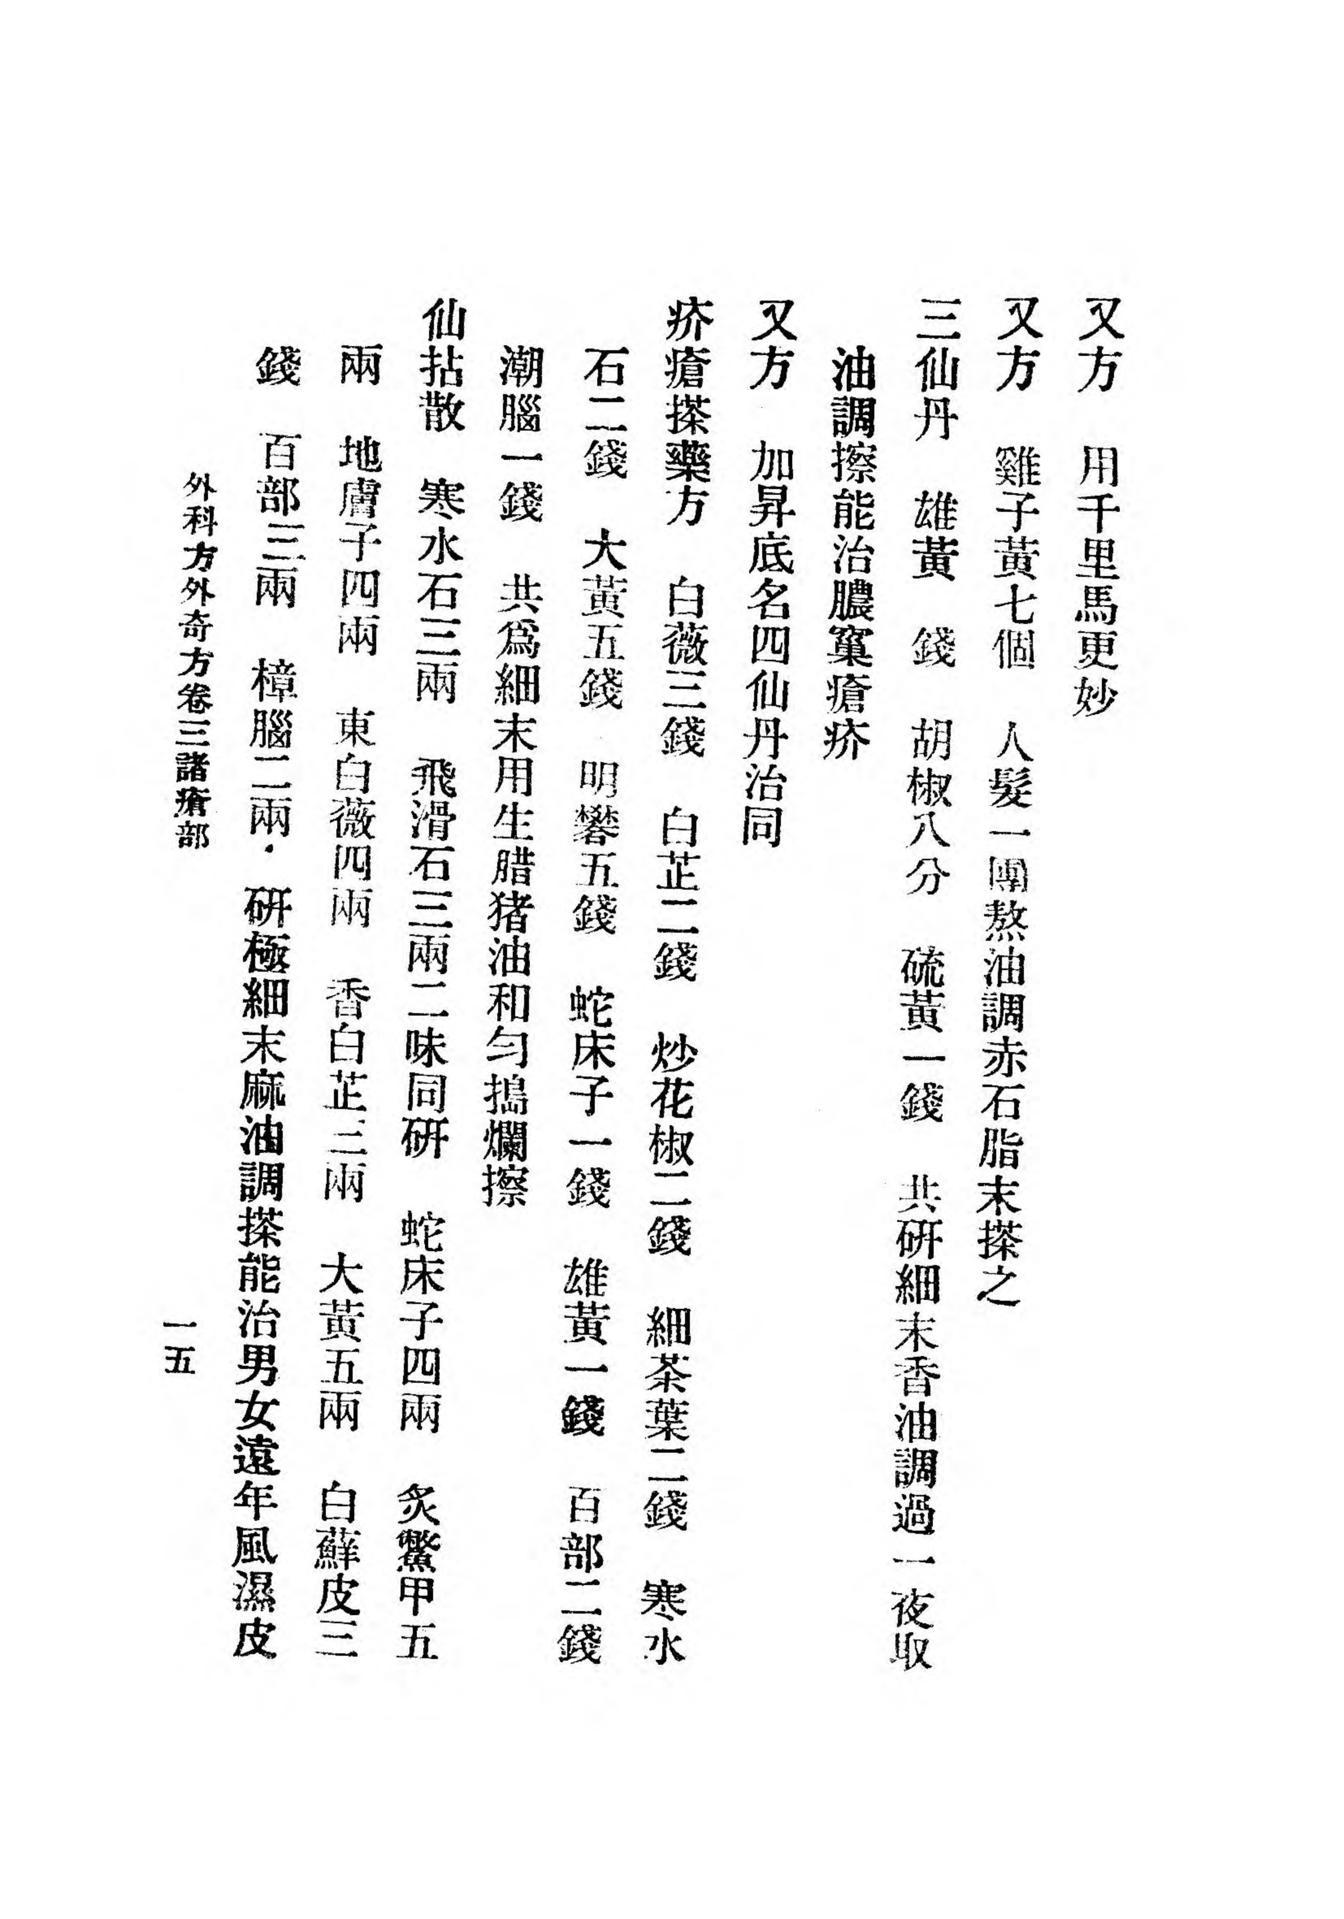 又方　用千里馬更妙
又方　雞子黃七個　人髮一團熬油調赤石脂末搽之
三仙丹　雄黃　錢　胡椒八分　硫黃一錢　共研細末香油調過一夜取
油調擦能治膿窠瘡疥
又方　加昇底名四仙丹治同
疥瘡搽藥方　白薇三錢　白芷二錢　炒花椒二錢　細茶葉二錢　寒水
石二錢　大黃五錢　明礬五錢　蛇床子一錢　雄黃一錢　百部二錢
潮腦一錢　共爲細末用生腊猪油和勻搗爛擦
仙拈散　寒水石三兩　飛滑石三兩二味同研　蛇床子四兩　炙鱉甲五
兩　地膚子四兩　東白薇四兩　香白芷三兩　大黃五兩　白蘚皮三
錢　百部三兩　樟腦二兩．研極細末麻油調搽能治男女遠年風濕皮
外科方外奇方卷三諸瘡部
一五